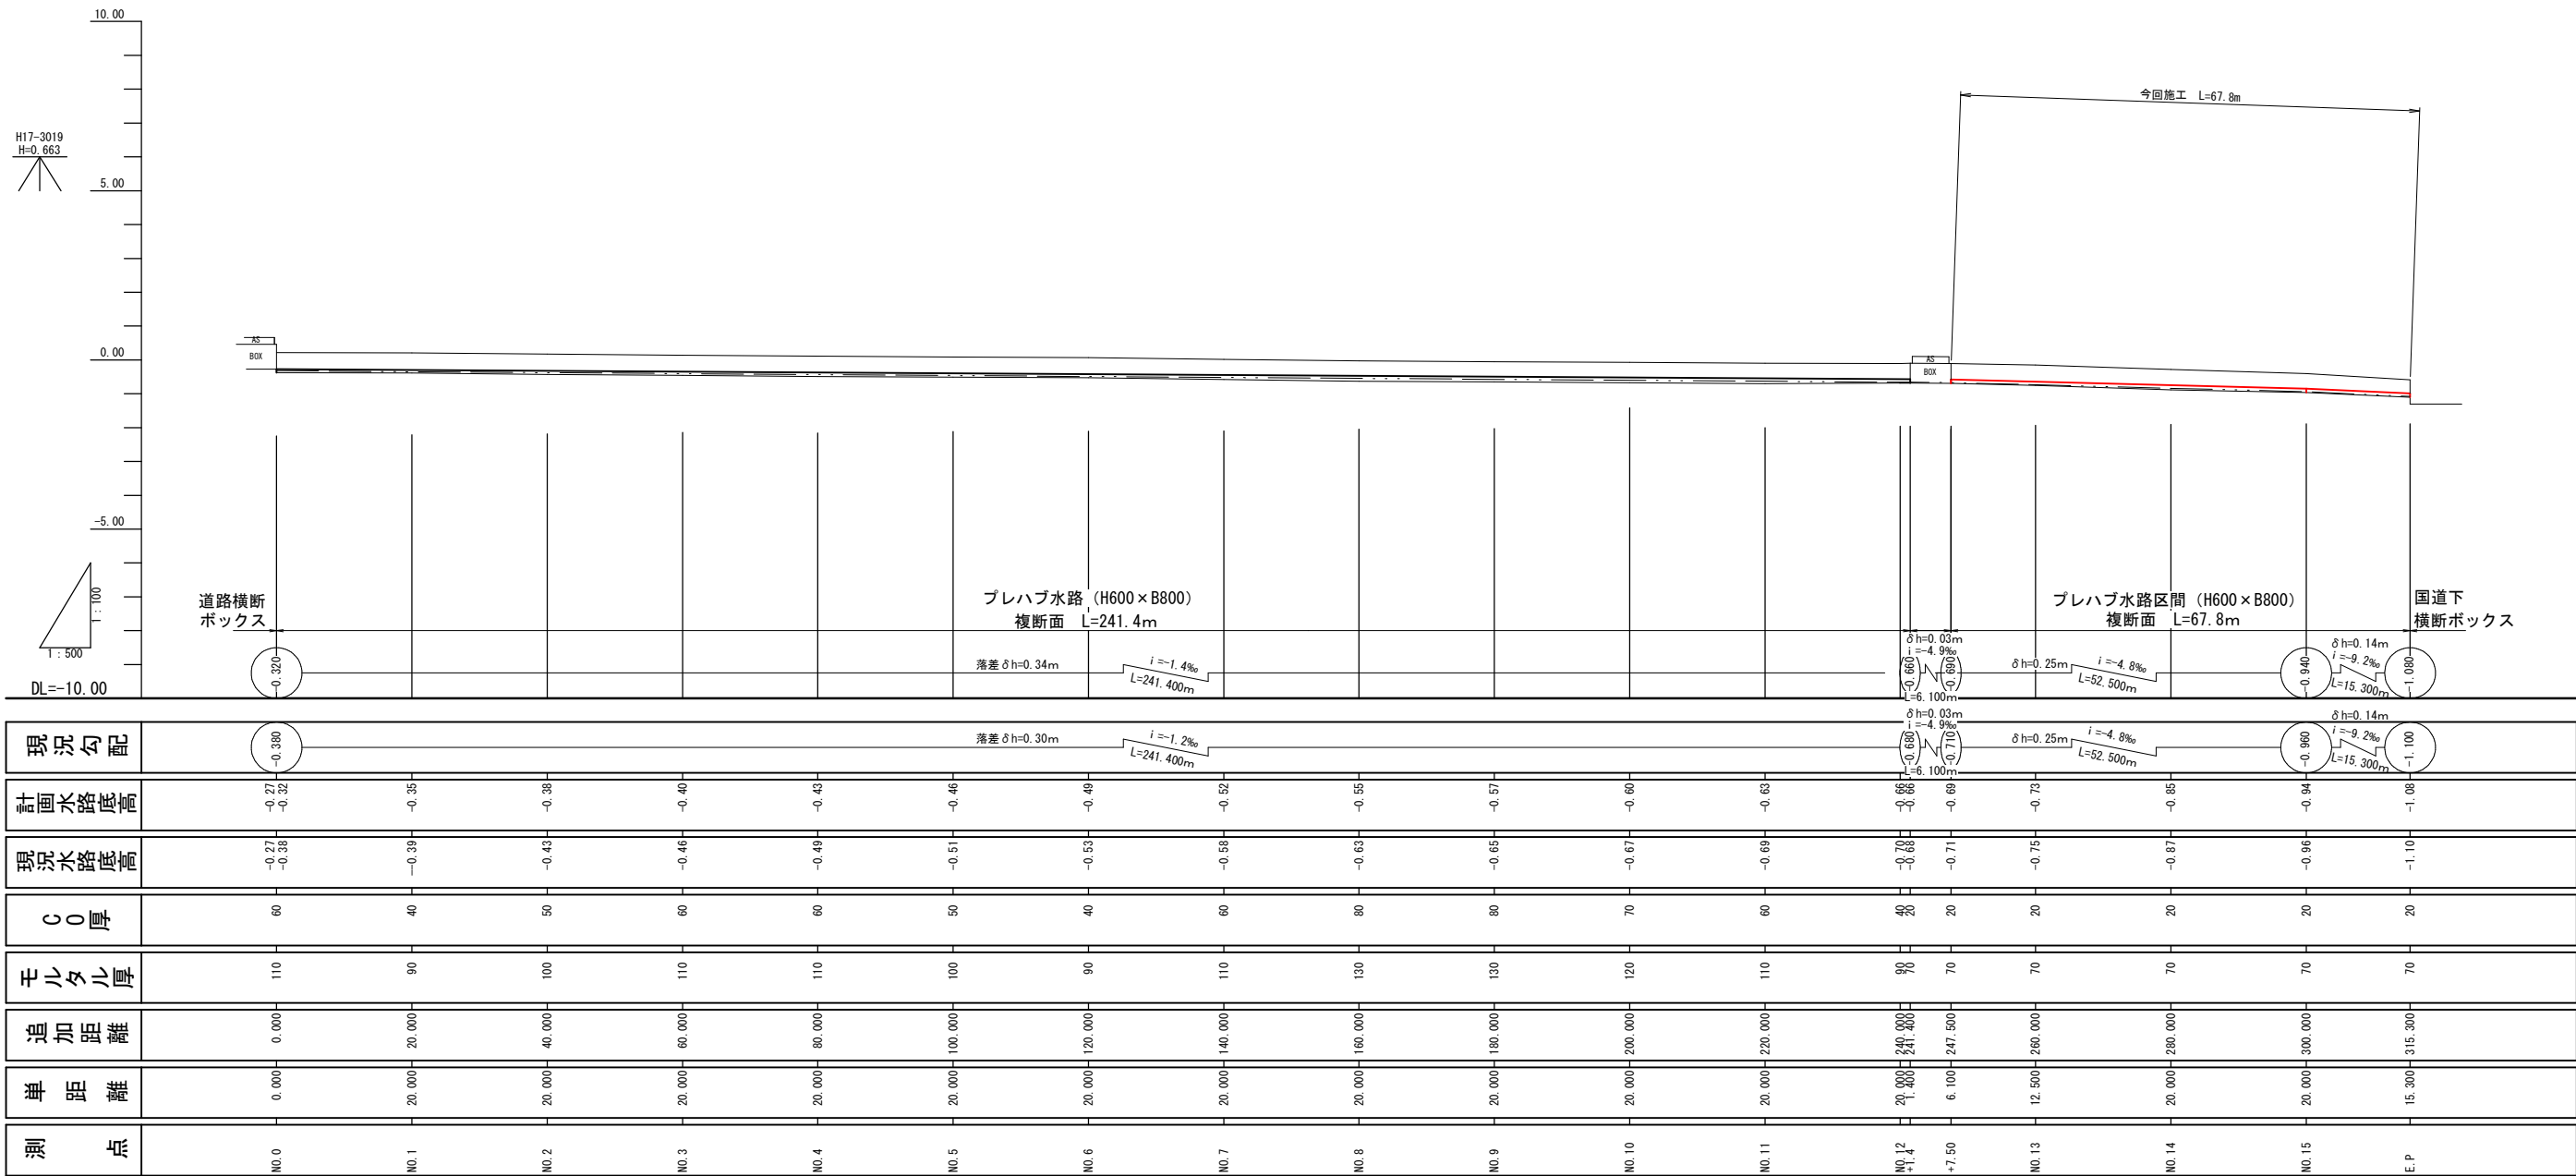 10.00
5.00
0.00
-5.00
DL=-10.00
H17-3019
H=0.663
1：100
1：500
今回施工　L=67.8m
AS
BOX
AS
BOX
道路横断
ボックス
プレハブ水路（H600×B800）
複断面　L=241.4m
プレハブ水路区間（H600×B800）
複断面　L=67.8m
国道下
横断ボックス
-0.320
落差δh=0.34m
i=-1.4‰
L=241.400m
-0.660
δh=0.03m
i=-4.9‰
L=6.100m
-0.690
δh=0.25m
i=-4.8‰
L=52.500m
-0.940
δh=0.14m
i=-9.2‰
L=15.300m
-1.080
現況勾配
-0.380
落差δh=0.30m
i=-1.2‰
L=241.400m
-0.680
δh=0.03m
i=-4.9‰
L=6.100m
-0.710
δh=0.25m
i=-4.8‰
L=52.500m
-0.960
δh=0.14m
i=-9.2‰
L=15.300m
-1.100
計画水路底高 -0.27 -0.32 -0.35 -0.38 -0.40 -0.43 -0.46 -0.49 -0.52 -0.55 -0.57 -0.60 -0.63 -0.66 -0.66 -0.69 -0.73 -0.85 -0.94 -1.08
現況水路底高 -0.27 -0.38 --0.39 -0.43 -0.46 -0.49 -0.51 -0.53 -0.58 -0.63 -0.65 -0.67 -0.69 -0.70 -0.68 -0.71 -0.75 -0.87 -0.96 -1.10
CO厚 60 40 50 60 60 50 40 60 80 80 70 60 40 20 20 20 20 20 20
モルタル厚 110 90 100 110 110 100 90 110 130 130 120 110 90 70 70 70 70 70 70
追加距離 0.000 20.000 40.000 60.000 80.000 100.000 120.000 140.000 160.000 180.000 200.000 220.000 240.000 241.400 247.500 260.000 280.000 300.000 315.300
単距離 0.000 20.000 20.000 20.000 20.000 20.000 20.000 20.000 20.000 20.000 20.000 20.000 20.000 1.400 6.100 12.500 20.000 20.000 15.300
測点 NO.0 NO.1 NO.2 NO.3 NO.4 NO.5 NO.6 NO.7 NO.8 NO.9 NO.10 NO.11 NO.12 +1.4 +7.50 NO.13 NO.14 NO.15 E.P